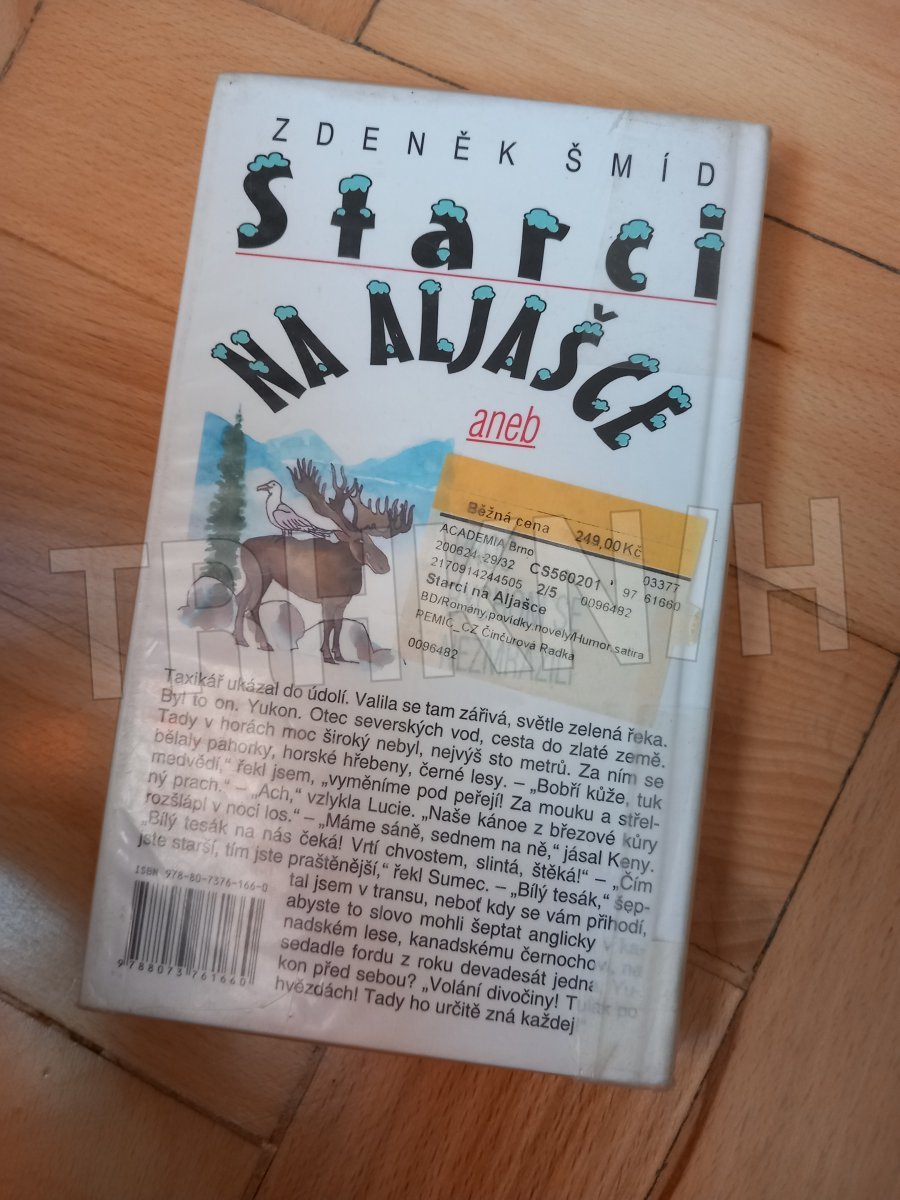 ZDENĚK ŠMÍD
Starci
NA ALJAŠCE
aneb
Běžná cena 249,00 Kč
ACADEMIA Brno 03377
200624 29/32 CS560201 97 61660
2170914244505 2/5 0096482
Starci na Aljašce
BD/Romány,povídky,novely/Humor,satira
PEMIC_CZ Činčurová Radka
0096482
TRHKNIH
Taxikář ukázal do údolí. Valila se tam zářivá, světle zelená řeka.
Byl to on. Yukon. Otec severských vod, cesta do zlaté země.
Tady v horách moc široký nebyl, nejvýš sto metrů. Za ním se
bělaly pahorky, horské hřebeny, černé lesy. – „Bobří kůže, tuk
medvědí,“ řekl jsem, „vyměníme pod peřejí! Za mouku a střel-
ný prach.“ – „Ach,“ vzlykla Lucie. „Naše kánoe z březové kůry
rozšlápl v noci los.“ – „Máme sáně, sednem na ně,“ jásal Keny.
„Bílý tesák na nás čeká! Vrtí chvostem, slintá, štěká!“ – „Čím
jste starší, tím jste praštěnější,“ řekl Sumec. – „Bílý tesák,“ šep-
tal jsem v transu, neboť kdy se vám přihodí,
abyste to slovo mohli šeptat anglicky v ka-
nadském lese, kanadskému černochovi, na
sedadle fordu z roku devadesát jedna, Yu-
kon před sebou? „Volání divočiny! Tulák po
hvězdách! Tady ho určitě zná každej
ISBN 978-80-7376-166-0
9 788073 761660